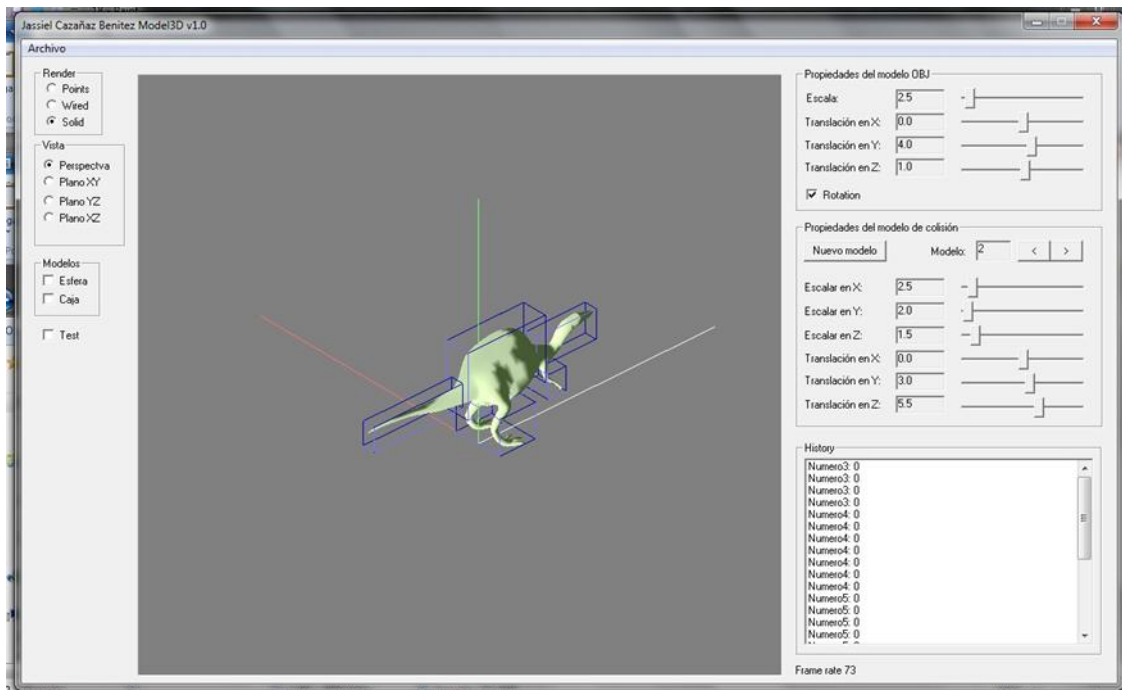 Jassiel Cazañaz Benitez Model3D v1.0
Archivo
Render
Points
Wired
Solid
Vista
Perspectva
Plano XY
Plano YZ
Plano XZ
Modelos
Esfera
Caja
Test
Propiedades del modelo OBJ
Escala: 2.5
Translación en X: 0.0
Translación en Y: 4.0
Translación en Z: 1.0
Rotation
Propiedades del modelo de colisión
Nuevo modelo Modelo: 2 < >
Escalar en X: 2.5
Escalar en Y: 2.0
Escalar en Z: 1.5
Translación en X: 0.0
Translación en Y: 3.0
Translación en Z: 5.5
History
Numero3: 0
Numero3: 0
Numero3: 0
Numero3: 0
Numero4: 0
Numero4: 0
Numero4: 0
Numero4: 0
Numero4: 0
Numero4: 0
Numero5: 0
Numero5: 0
Numero5: 0
Numero5: 0
Frame rate 73